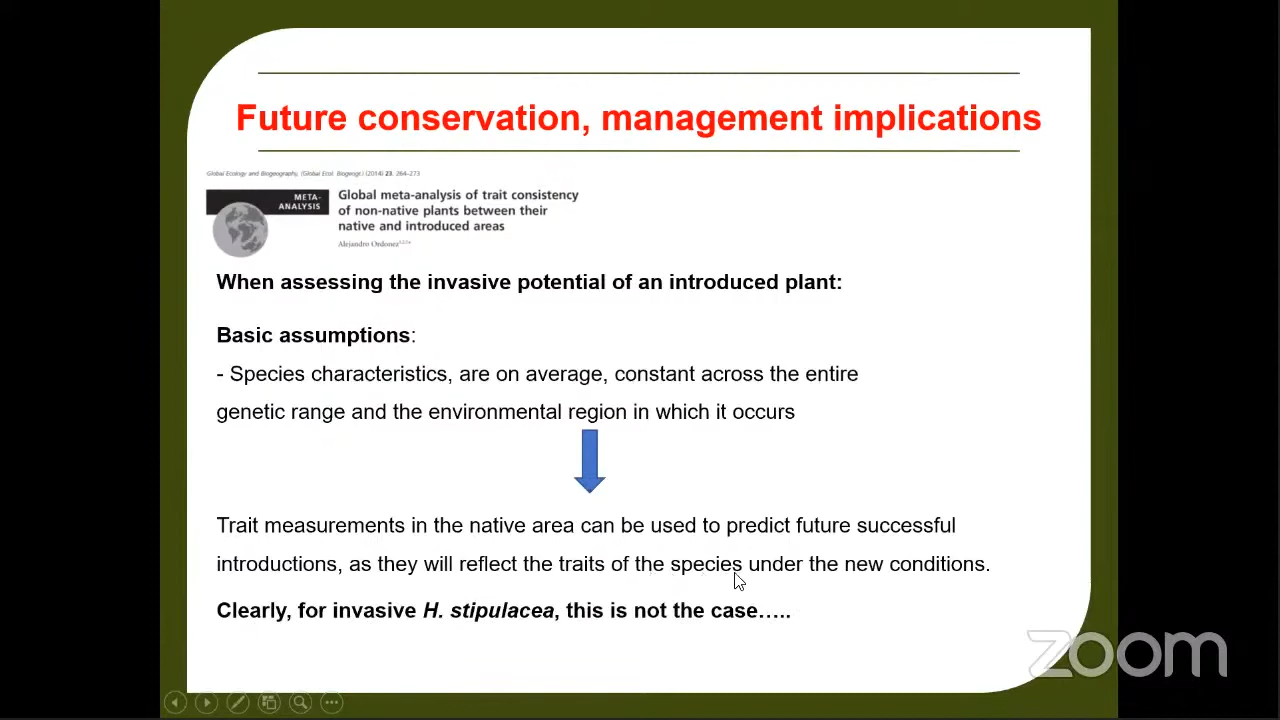 Future conservation, management implications
Global Ecology and Biogeography, (Global Ecol. Biogeogr.) (2014) 23, 264–273
META-
ANALYSIS
Global meta-analysis of trait consistency
of non-native plants between their
native and introduced areas
Alejandro Ordonez
When assessing the invasive potential of an introduced plant:
Basic assumptions:
- Species characteristics, are on average, constant across the entire
genetic range and the environmental region in which it occurs
Trait measurements in the native area can be used to predict future successful
introductions, as they will reflect the traits of the species under the new conditions.
Clearly, for invasive H. stipulacea, this is not the case…..
zoom